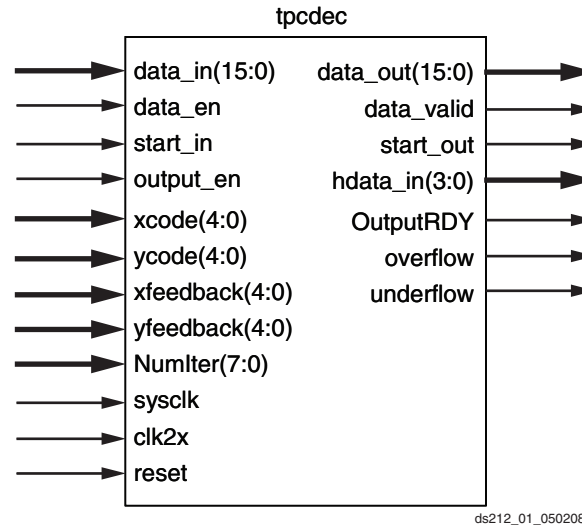 tpcdec
data_in(15:0)
data_en
start_in
output_en
xcode(4:0)
ycode(4:0)
xfeedback(4:0)
yfeedback(4:0)
NumIter(7:0)
sysclk
clk2x
reset
data_out(15:0)
data_valid
start_out
hdata_in(3:0)
OutputRDY
overflow
underflow
ds212_01_050208